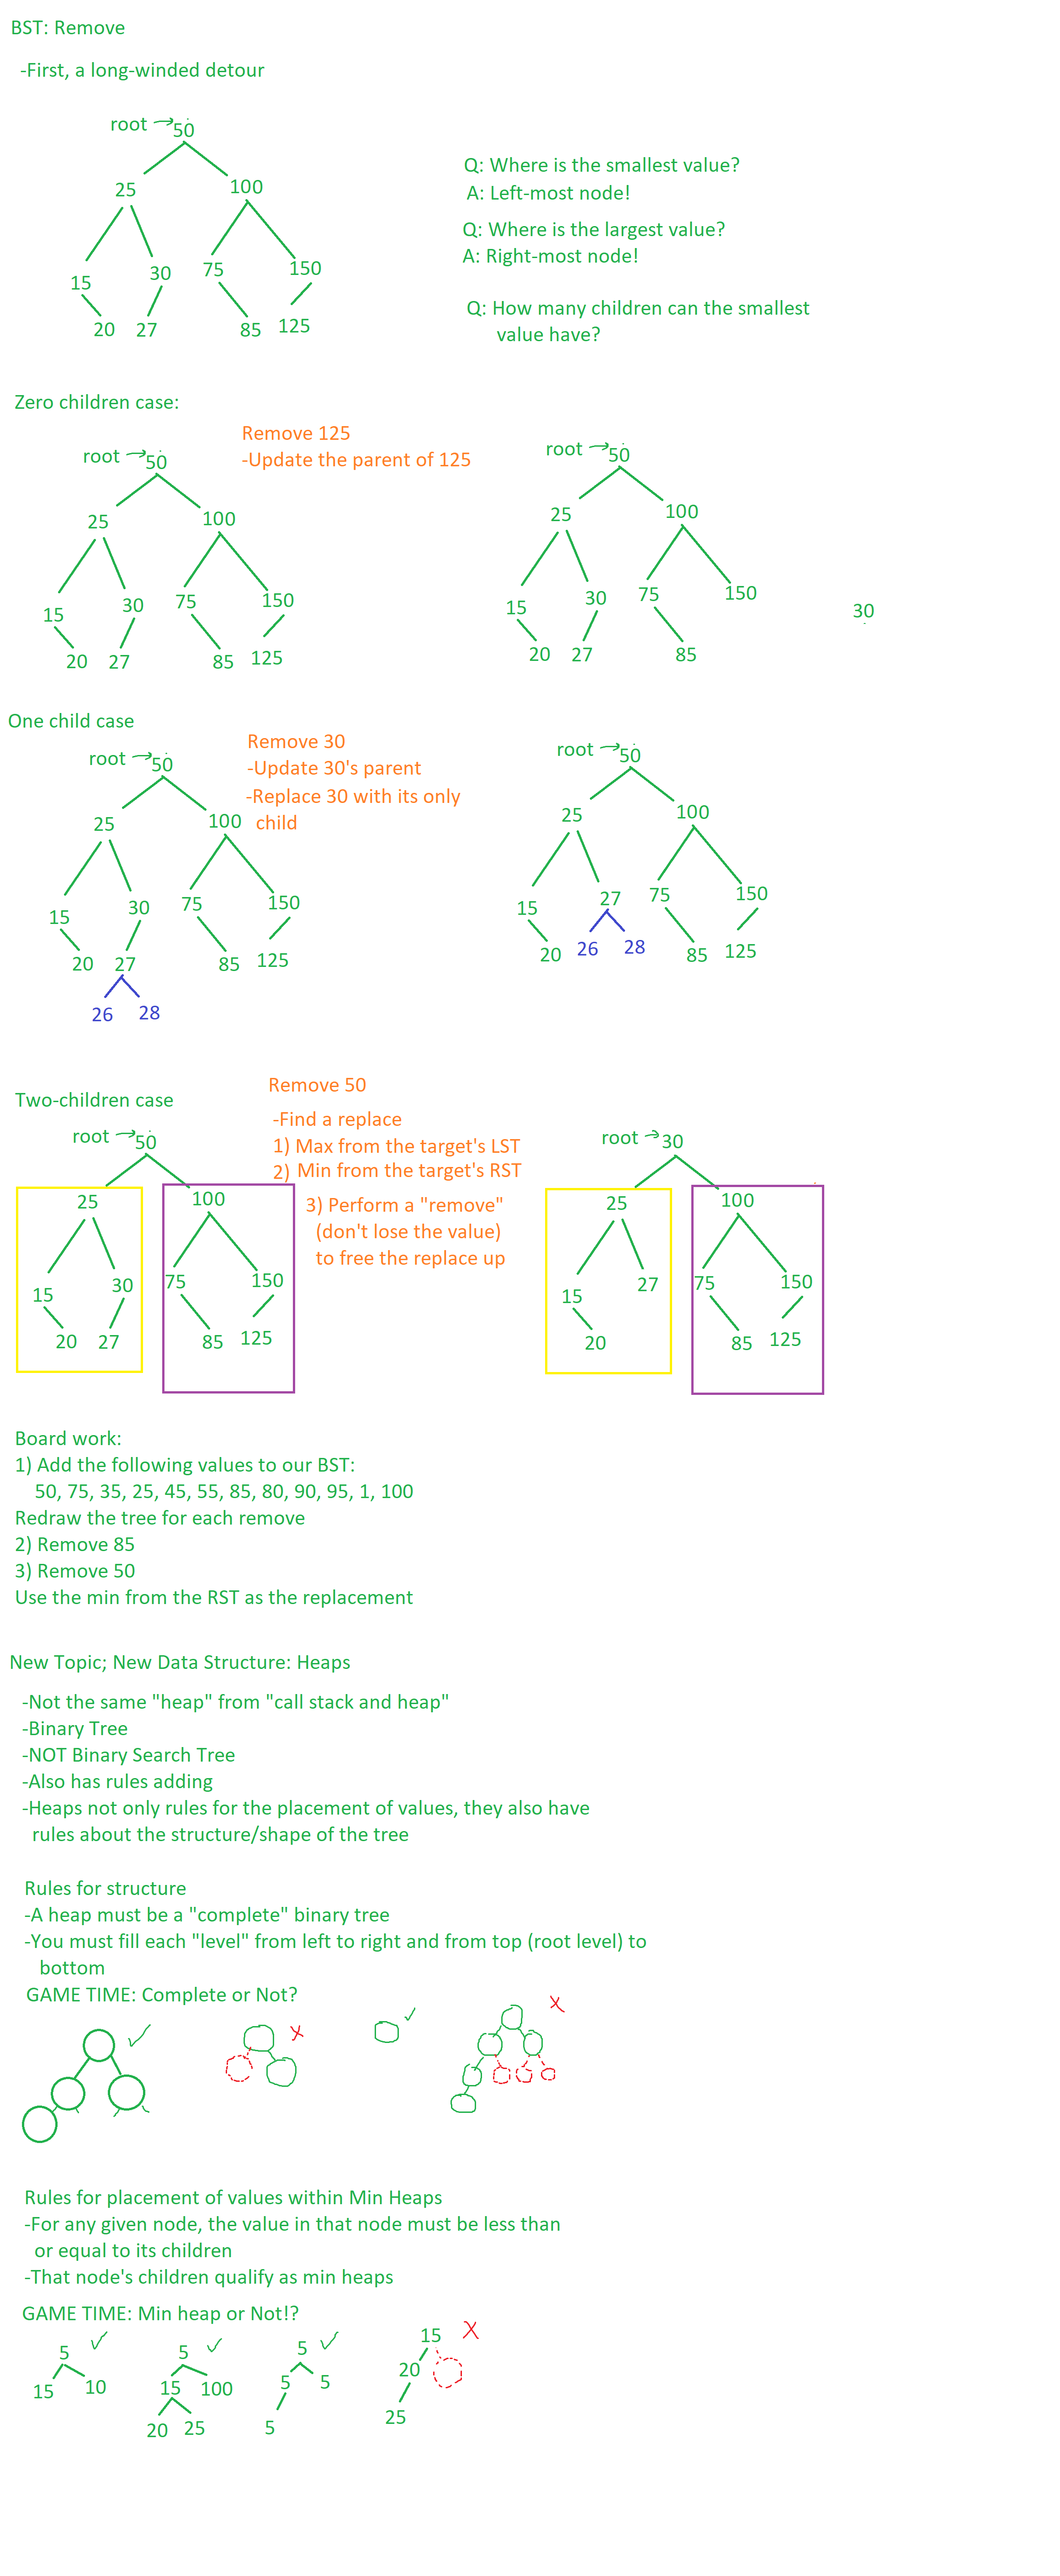 BST: Remove
-First, a long-winded detour
root 50
25 100
15 30 75 150
20 27 85 125
Q: Where is the smallest value?
A: Left-most node!
Q: Where is the largest value?
A: Right-most node!
Q: How many children can the smallest
value have?
Zero children case:
root 50
25 100
15 30 75 150
20 27 85 125
Remove 125
-Update the parent of 125
root 50
25 100
15 30 75 150
20 27 85
30
One child case
root 50
25 100
15 30 75 150
20 27 85 125
26 28
Remove 30
-Update 30's parent
-Replace 30 with its only
child
root 50
25 100
15 27 75 150
26 28
20 85 125
Two-children case
root 50
25 100
15 30 75 150
20 27 85 125
Remove 50
-Find a replace
1) Max from the target's LST
2) Min from the target's RST
3) Perform a "remove"
(don't lose the value)
to free the replace up
root 30
25 100
15 27 75 150
20 85 125
Board work:
1) Add the following values to our BST:
50, 75, 35, 25, 45, 55, 85, 80, 90, 95, 1, 100
Redraw the tree for each remove
2) Remove 85
3) Remove 50
Use the min from the RST as the replacement
New Topic; New Data Structure: Heaps
-Not the same "heap" from "call stack and heap"
-Binary Tree
-NOT Binary Search Tree
-Also has rules adding
-Heaps not only rules for the placement of values, they also have
rules about the structure/shape of the tree
Rules for structure
-A heap must be a "complete" binary tree
-You must fill each "level" from left to right and from top (root level) to
bottom
GAME TIME: Complete or Not?
Rules for placement of values within Min Heaps
-For any given node, the value in that node must be less than
or equal to its children
-That node's children qualify as min heaps
GAME TIME: Min heap or Not!?
5
15 10
5
15 100
20 25
5
5 5
5
15
20
25